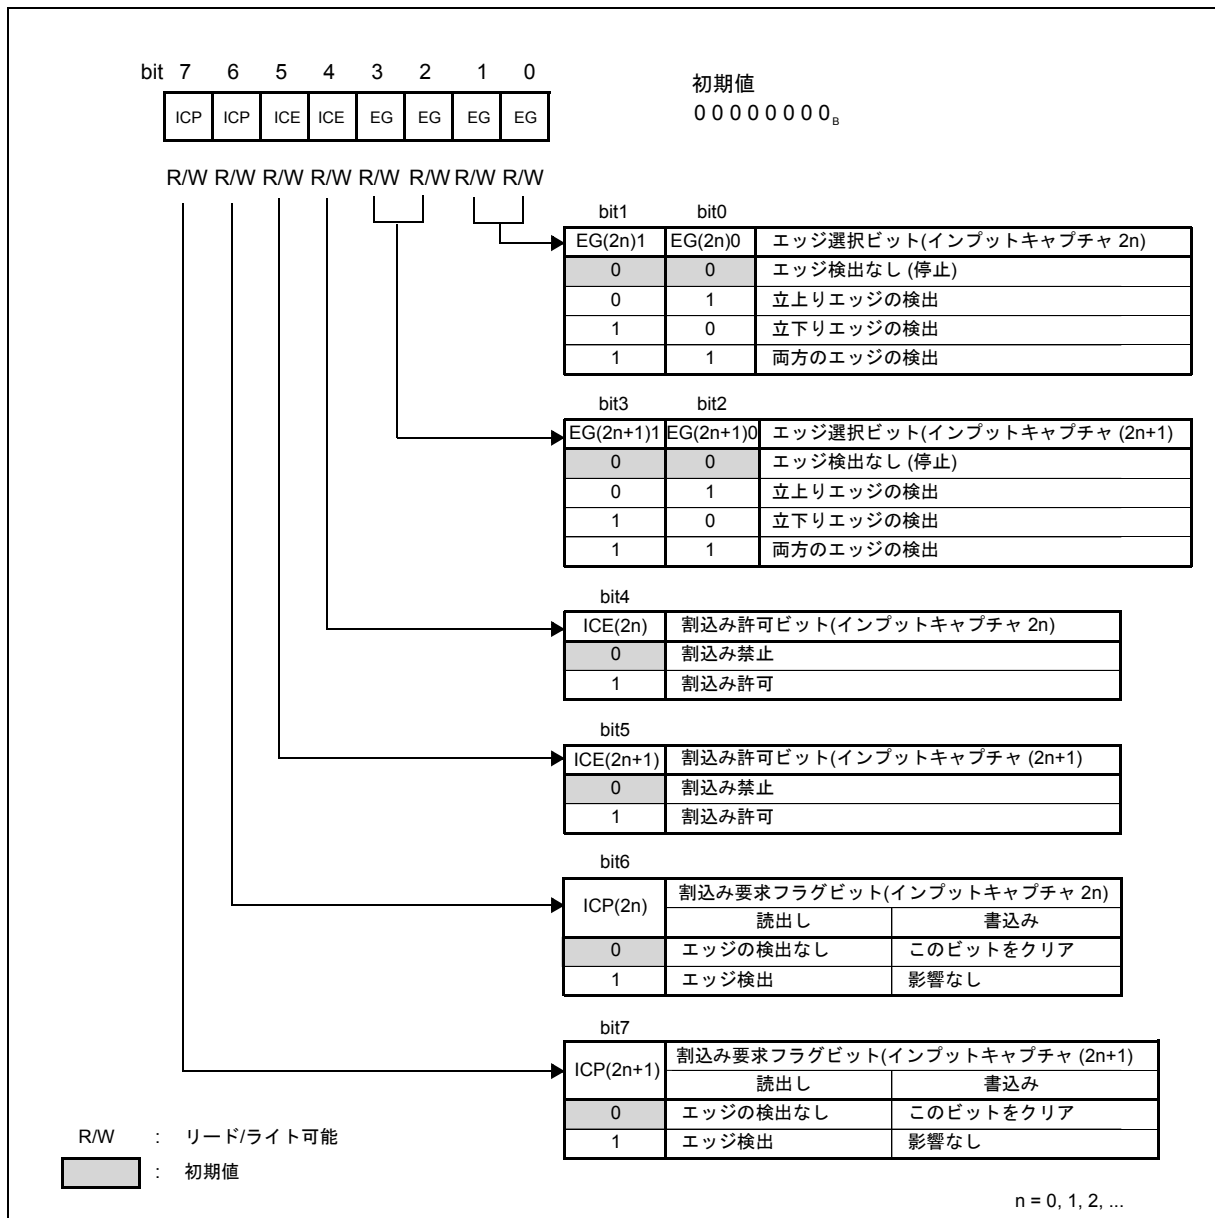 bit 7 6 5 4 3 2 1 0
初期値
ICP ICP ICE ICE EG EG EG EG
0 0 0 0 0 0 0 0B
R/W R/W R/W R/W R/W R/W R/W R/W
bit1 bit0
EG(2n)1 EG(2n)0 エッジ選択ビット(インプットキャプチャ 2n)
0 0 エッジ検出なし (停止)
0 1 立上りエッジの検出
1 0 立下りエッジの検出
1 1 両方のエッジの検出
bit3 bit2
EG(2n+1)1 EG(2n+1)0 エッジ選択ビット(インプットキャプチャ (2n+1)
0 0 エッジ検出なし (停止)
0 1 立上りエッジの検出
1 0 立下りエッジの検出
1 1 両方のエッジの検出
bit4
ICE(2n) 割込み許可ビット(インプットキャプチャ 2n)
0 割込み禁止
1 割込み許可
bit5
ICE(2n+1) 割込み許可ビット(インプットキャプチャ (2n+1)
0 割込み禁止
1 割込み許可
bit6
ICP(2n) 割込み要求フラグビット(インプットキャプチャ 2n)
読出し 書込み
0 エッジの検出なし このビットをクリア
1 エッジ検出 影響なし
bit7
ICP(2n+1) 割込み要求フラグビット(インプットキャプチャ (2n+1)
読出し 書込み
0 エッジの検出なし このビットをクリア
1 エッジ検出 影響なし
R/W : リード/ライト可能
: 初期値
n = 0, 1, 2, ...